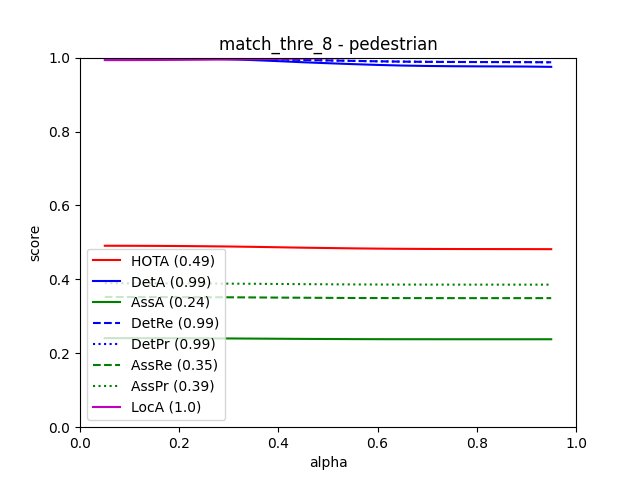 match_thre_8 - pedestrian
1.0
0.8
0.6
0.4
0.2
0.0
score
HOTA (0.49)
DetA (0.99)
AssA (0.24)
DetRe (0.99)
DetPr (0.99)
AssRe (0.35)
AssPr (0.39)
LocA (1.0)
0.0 0.2 0.4 0.6 0.8 1.0
alpha